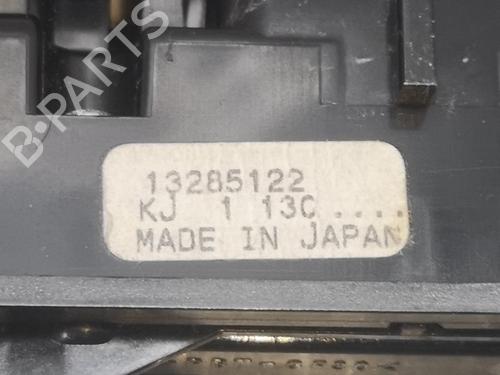 B-PARTS
13285122
KJ 1 13C ....
MADE IN JAPAN